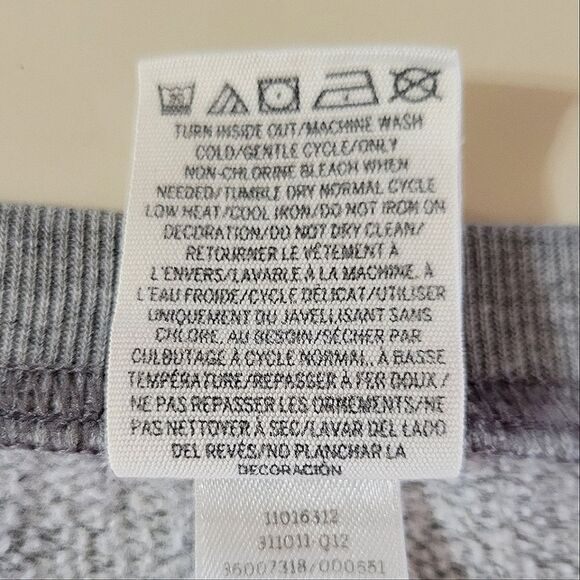 TURN INSIDE OUT/MACHINE WASH
COLD/GENTLE CYCLE/ONLY
NON-CHLORINE BLEACH WHEN
NEEDED/TUMBLE DRY NORMAL CYCLE
LOW HEAT/COOL IRON/DO NOT IRON ON
DECORATION/DO NOT DRY CLEAN/
RETOURNER LE VÊTEMENT À
L'ENVERS/LAVABLE À LA MACHINE, À
L'EAU FROIDE/CYCLE DÉLICAT/UTILISER
UNIQUEMENT DU JAVELLISANT SANS
CHLORE, AU BESOIN/SÉCHER PAR
CULBUTAGE À CYCLE NORMAL, À BASSE
TEMPÉRATURE/REPASSER À FER DOUX/
NE PAS REPASSER LES ORNEMENTS/NE
PAS NETTOYER À SEC/LAVAR DEL LADO
DEL REVÉS/NO PLANCHAR LA
DECORACIÓN
11016312
311011-Q12
36007318/000551